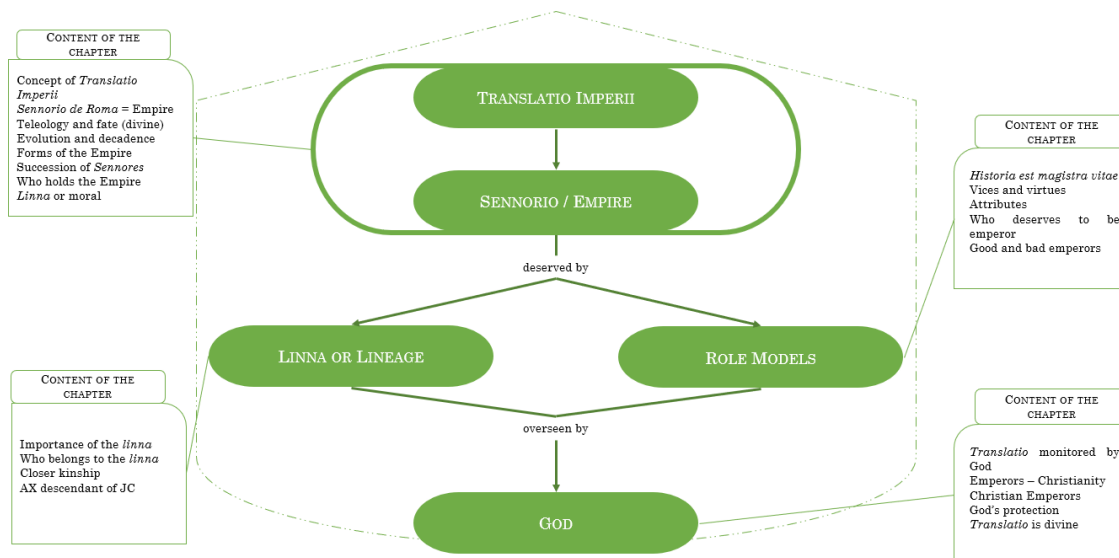 CONTENT OF THE
CHAPTER
Concept of Translatio
Imperii
Sennorio de Roma = Empire
Teleology and fate (divine)
Evolution and decadence
Forms of the Empire
Succession of Sennores
Who holds the Empire
Linna or moral
TRANSLATIO IMPERII
SENNORIO / EMPIRE
CONTENT OF THE
CHAPTER
Historia est magistra vitae
Vices and virtues
Attributes
Who deserves to be
emperor
Good and bad emperors
deserved by
LINNA OR LINEAGE
ROLE MODELS
CONTENT OF THE
CHAPTER
Importance of the linna
Who belongs to the linna
Closer kinship
AX descendant of JC
overseen by
GOD
CONTENT OF THE
CHAPTER
Translatio monitored by
God
Emperors – Christianity
Christian Emperors
God's protection
Translatio is divine